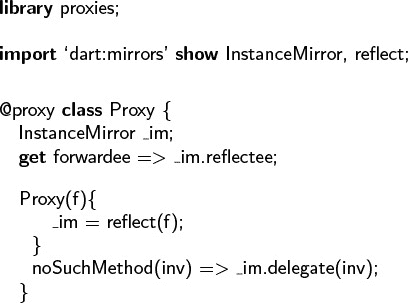 library proxies;
import ‘dart:mirrors’ show InstanceMirror, reflect;
@proxy class Proxy {
InstanceMirror _im;
get forwardee => _im.reflectee;
Proxy(f){
_im = reflect(f);
}
noSuchMethod(inv) => _im.delegate(inv);
}